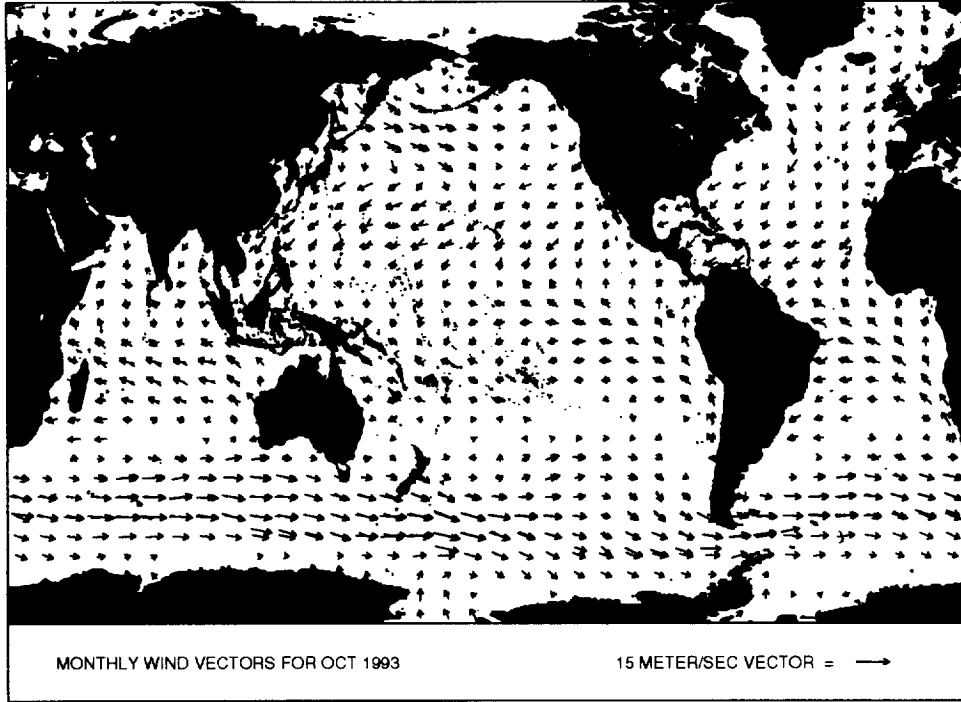 MONTHLY WIND VECTORS FOR OCT 1993
15 METER/SEC VECTOR =